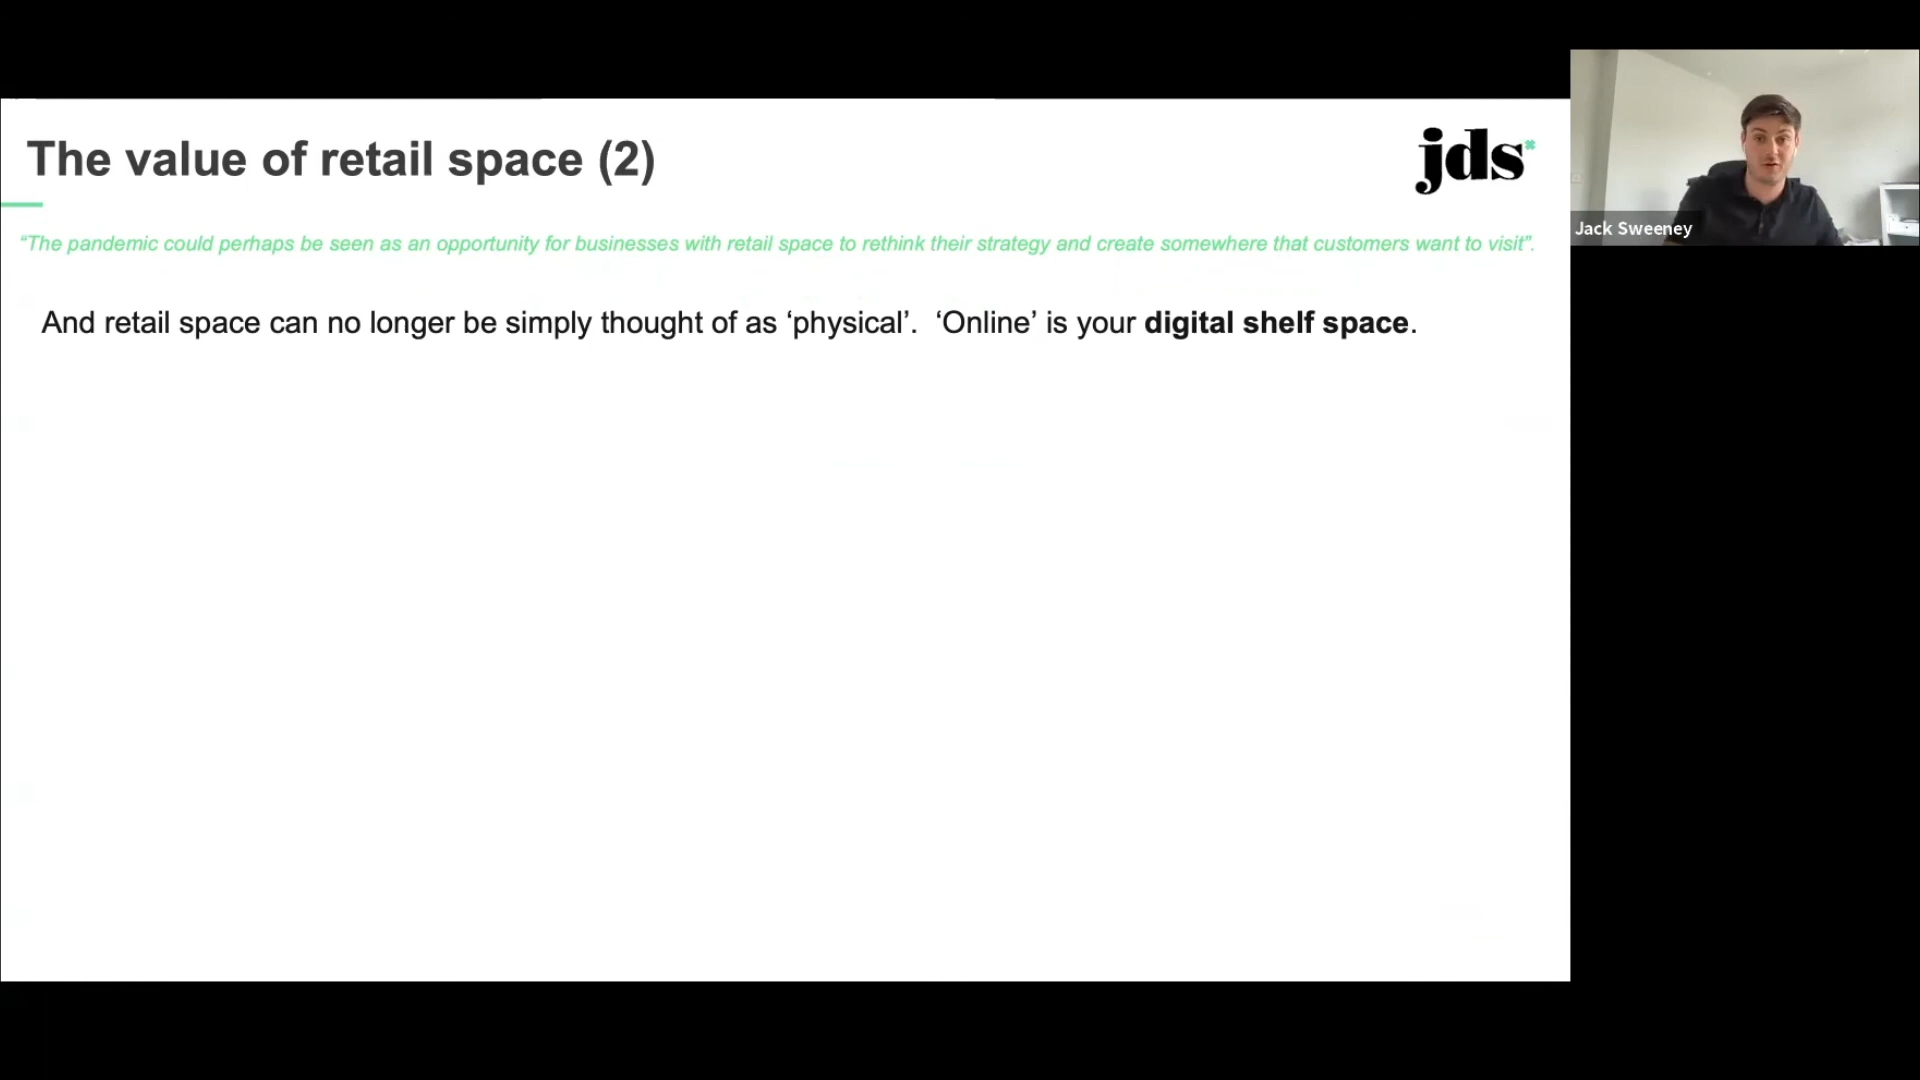 The value of retail space (2)
jds
“The pandemic could perhaps be seen as an opportunity for businesses with retail space to rethink their strategy and create somewhere that customers want to visit”.
And retail space can no longer be simply thought of as ‘physical’.  ‘Online’ is your digital shelf space.
Jack Sweeney